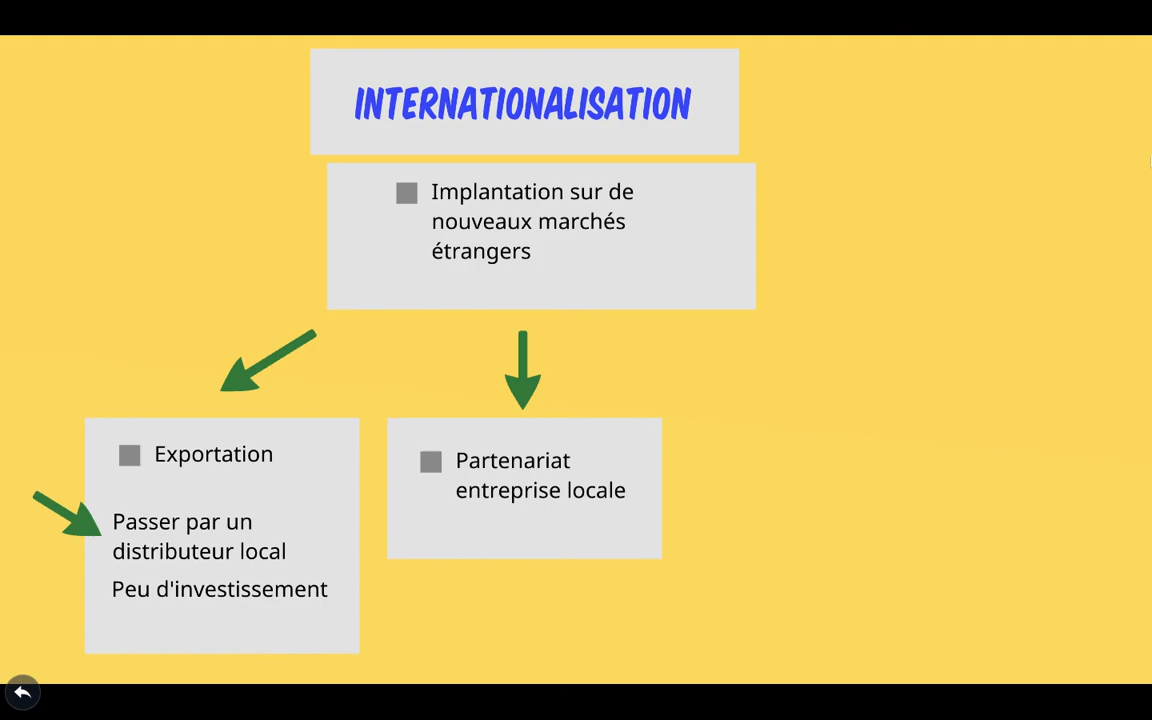 INTERNATIONALISATION
Implantation sur de
nouveaux marchés
étrangers
Exportation
Passer par un
distributeur local
Peu d'investissement
Partenariat
entreprise locale